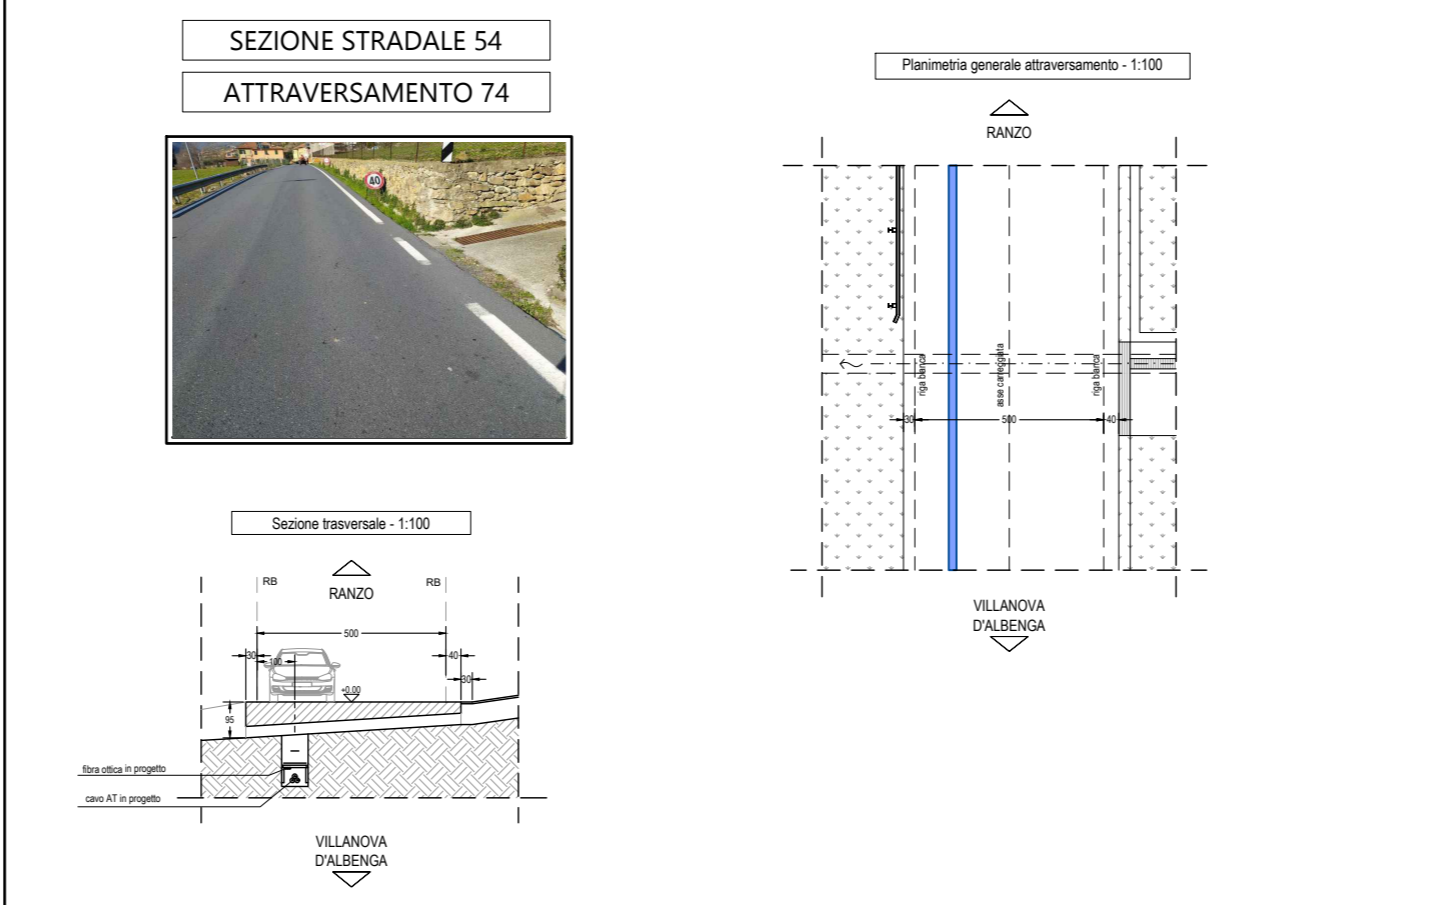 SEZIONE STRADALE 54
ATTRAVERSAMENTO 74
40
Sezione trasversale - 1:100
RANZO
RB
RB
500
30
100
40
30
+0.00
95
fibra ottica in progetto
cavo AT in progetto
VILLANOVA
D'ALBENGA
Planimetria generale attraversamento - 1:100
RANZO
riga bianca
asse carreggiata
riga bianca
30
500
40
VILLANOVA
D'ALBENGA